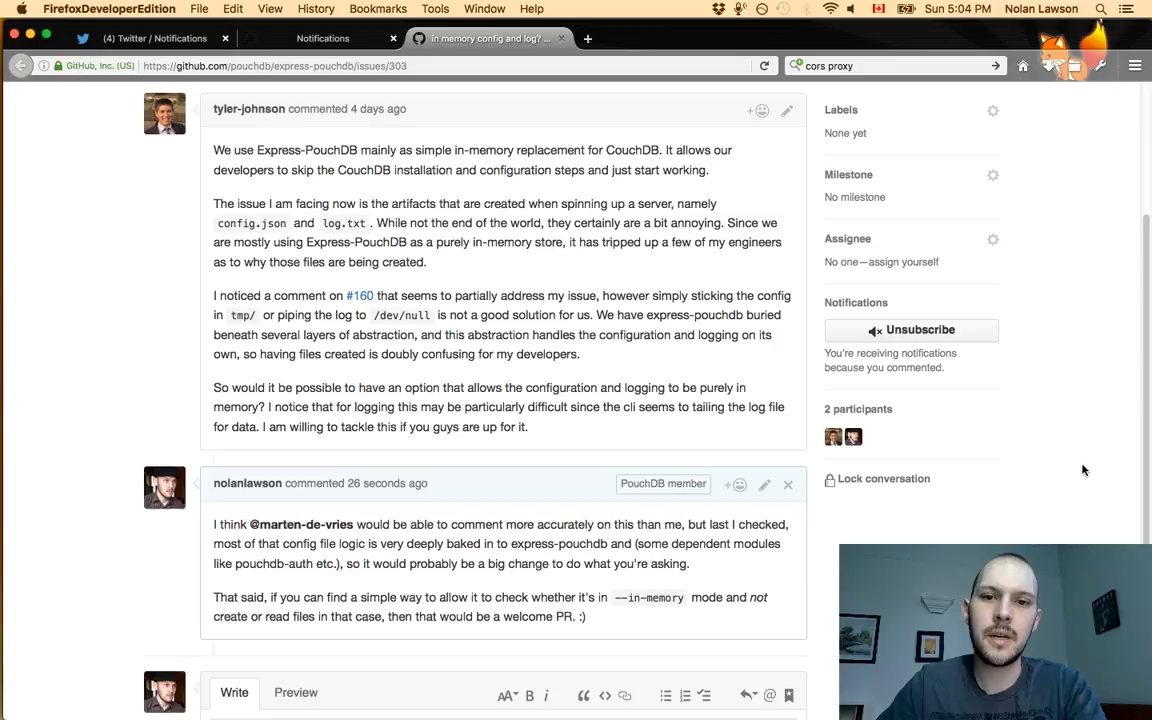 FirefoxDeveloperEdition File Edit View History Bookmarks Tools Window Help Sun 5:04 PM Nolan Lawson
(4) Twitter / Notifications × Notifications × in memory config and log? ... × +
GitHub, Inc. (US) https://github.com/pouchdb/express-pouchdb/issues/303 cors proxy
tyler-johnson commented 4 days ago
We use Express-PouchDB mainly as simple in-memory replacement for CouchDB. It allows our
developers to skip the CouchDB installation and configuration steps and just start working.
The issue I am facing now is the artifacts that are created when spinning up a server, namely
config.json and log.txt. While not the end of the world, they certainly are a bit annoying. Since we
are mostly using Express-PouchDB as a purely in-memory store, it has tripped up a few of my engineers
as to why those files are being created.
I noticed a comment on #160 that seems to partially address my issue, however simply sticking the config
in tmp/ or piping the log to /dev/null is not a good solution for us. We have express-pouchdb buried
beneath several layers of abstraction, and this abstraction handles the configuration and logging on its
own, so having files created is doubly confusing for my developers.
So would it be possible to have an option that allows the configuration and logging to be purely in
memory? I notice that for logging this may be particularly difficult since the cli seems to tailing the log file
for data. I am willing to tackle this if you guys are up for it.
nolanlawson commented 26 seconds ago PouchDB member
I think @marten-de-vries would be able to comment more accurately on this than me, but last I checked,
most of that config file logic is very deeply baked in to express-pouchdb and (some dependent modules
like pouchdb-auth etc.), so it would probably be a big change to do what you're asking.
That said, if you can find a simple way to allow it to check whether it's in --in-memory mode and not
create or read files in that case, then that would be a welcome PR. :)
Write Preview AA B i
Labels
None yet
Milestone
No milestone
Assignee
No one—assign yourself
Notifications
Unsubscribe
You're receiving notifications
because you commented.
2 participants
Lock conversation